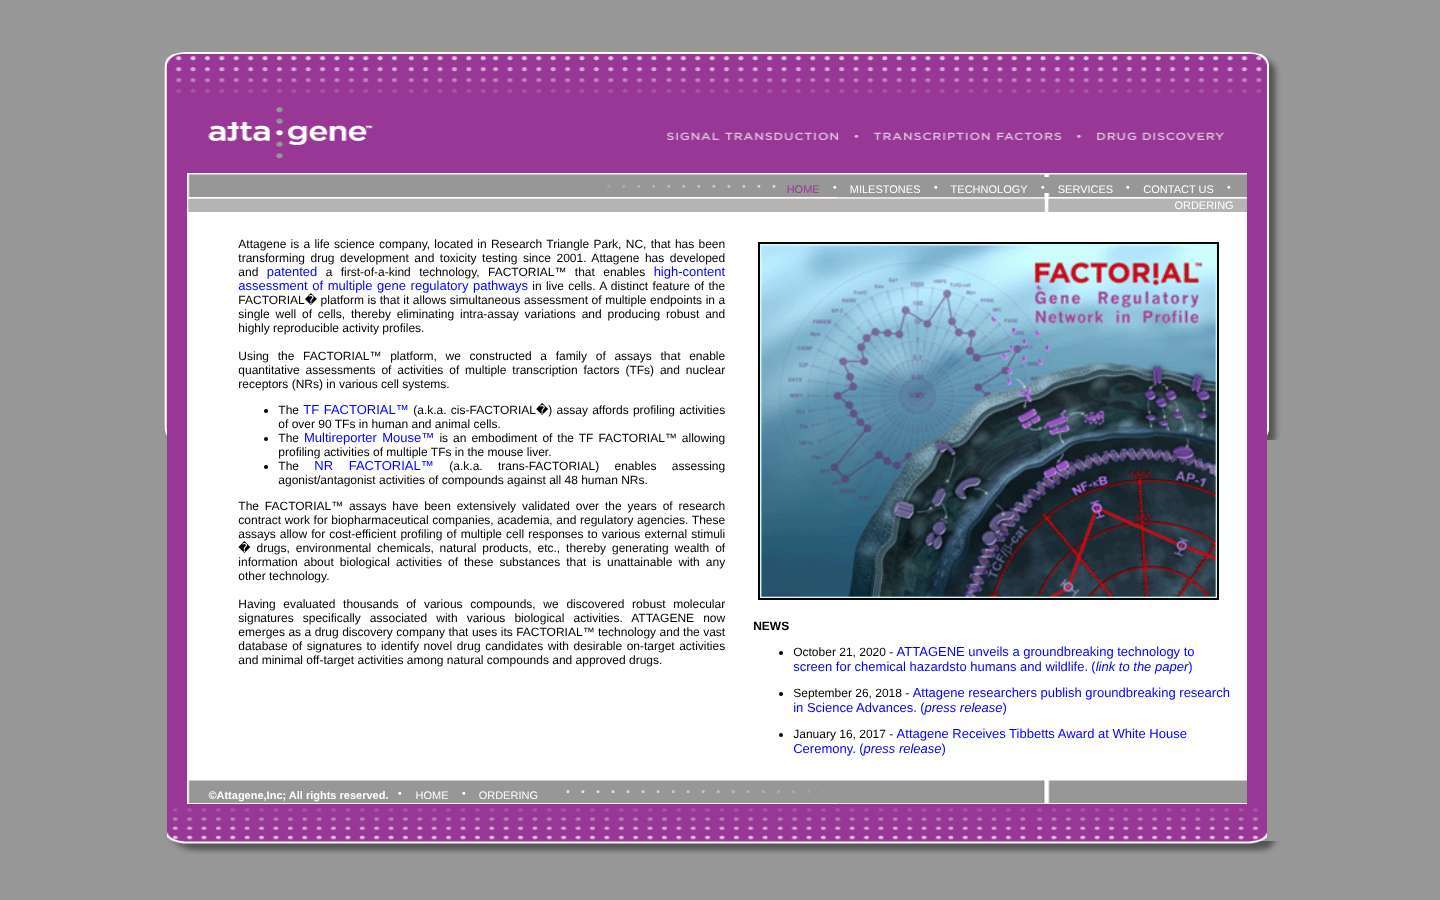 atta gene™
SIGNAL TRANSDUCTION • TRANSCRIPTION FACTORS • DRUG DISCOVERY
HOME • MILESTONES • TECHNOLOGY • SERVICES • CONTACT US •
ORDERING
Attagene is a life science company, located in Research Triangle Park, NC, that has been
transforming drug development and toxicity testing since 2001. Attagene has developed
and patented a first-of-a-kind technology, FACTORIAL™ that enables high-content
assessment of multiple gene regulatory pathways in live cells. A distinct feature of the
FACTORIAL� platform is that it allows simultaneous assessment of multiple endpoints in a
single well of cells, thereby eliminating intra-assay variations and producing robust and
highly reproducible activity profiles.
Using the FACTORIAL™ platform, we constructed a family of assays that enable
quantitative assessments of activities of multiple transcription factors (TFs) and nuclear
receptors (NRs) in various cell systems.
• The TF FACTORIAL™ (a.k.a. cis-FACTORIAL�) assay affords profiling activities
of over 90 TFs in human and animal cells.
• The Multireporter Mouse™ is an embodiment of the TF FACTORIAL™ allowing
profiling activities of multiple TFs in the mouse liver.
• The NR FACTORIAL™ (a.k.a. trans-FACTORIAL) enables assessing
agonist/antagonist activities of compounds against all 48 human NRs.
The FACTORIAL™ assays have been extensively validated over the years of research
contract work for biopharmaceutical companies, academia, and regulatory agencies. These
assays allow for cost-efficient profiling of multiple cell responses to various external stimuli
� drugs, environmental chemicals, natural products, etc., thereby generating wealth of
information about biological activities of these substances that is unattainable with any
other technology.
Having evaluated thousands of various compounds, we discovered robust molecular
signatures specifically associated with various biological activities. ATTAGENE now
emerges as a drug discovery company that uses its FACTORIAL™ technology and the vast
database of signatures to identify novel drug candidates with desirable on-target activities
and minimal off-target activities among natural compounds and approved drugs.
FACTOR!AL™
Gene Regulatory
Network in Profile
NF-κB
AP-1
TCF/β-cat
NEWS
• October 21, 2020 - ATTAGENE unveils a groundbreaking technology to
screen for chemical hazardsto humans and wildlife. (link to the paper)
• September 26, 2018 - Attagene researchers publish groundbreaking research
in Science Advances. (press release)
• January 16, 2017 - Attagene Receives Tibbetts Award at White House
Ceremony. (press release)
©Attagene,Inc; All rights reserved. • HOME • ORDERING